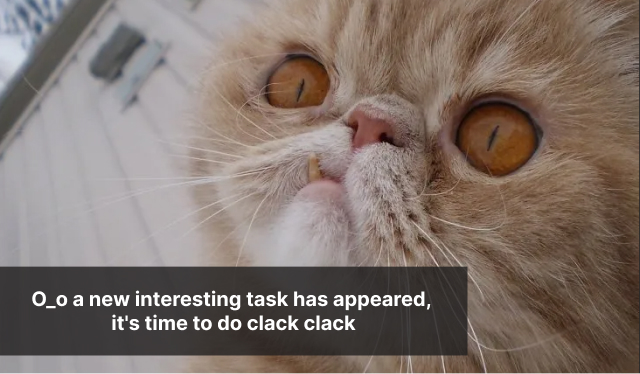 O_o a new interesting task has appeared,
it's time to do clack clack